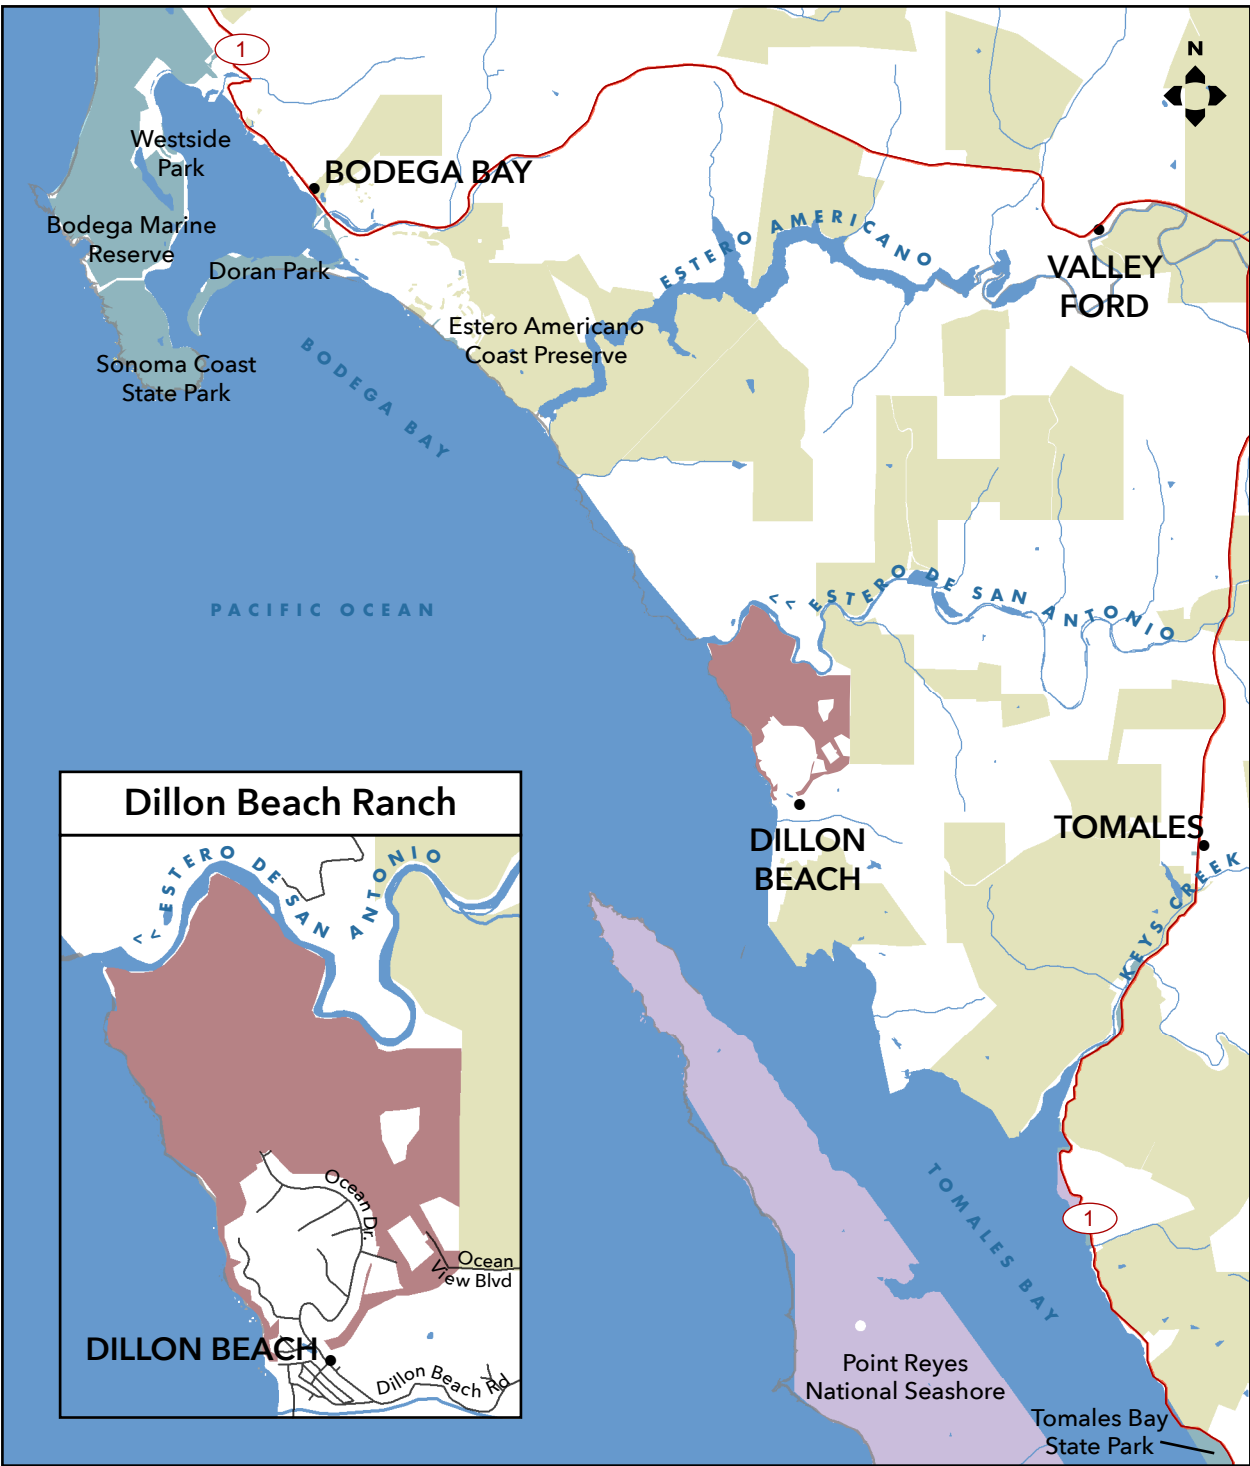 1
N
Westside
Park
BODEGA BAY
Bodega Marine
Reserve
Doran Park
ESTERO AMERICANO
VALLEY
FORD
Estero Americano
Coast Preserve
Sonoma Coast
State Park
BODEGA BAY
PACIFIC OCEAN
<< ESTERO DE SAN ANTONIO
Dillon Beach Ranch
<< ESTERO DE SAN ANTONIO
Ocean Dr.
Ocean
View Blvd
DILLON BEACH
Dillon Beach Rd
DILLON
BEACH
TOMALES
KEYS CREEK
TOMALES BAY
1
Point Reyes
National Seashore
Tomales Bay
State Park